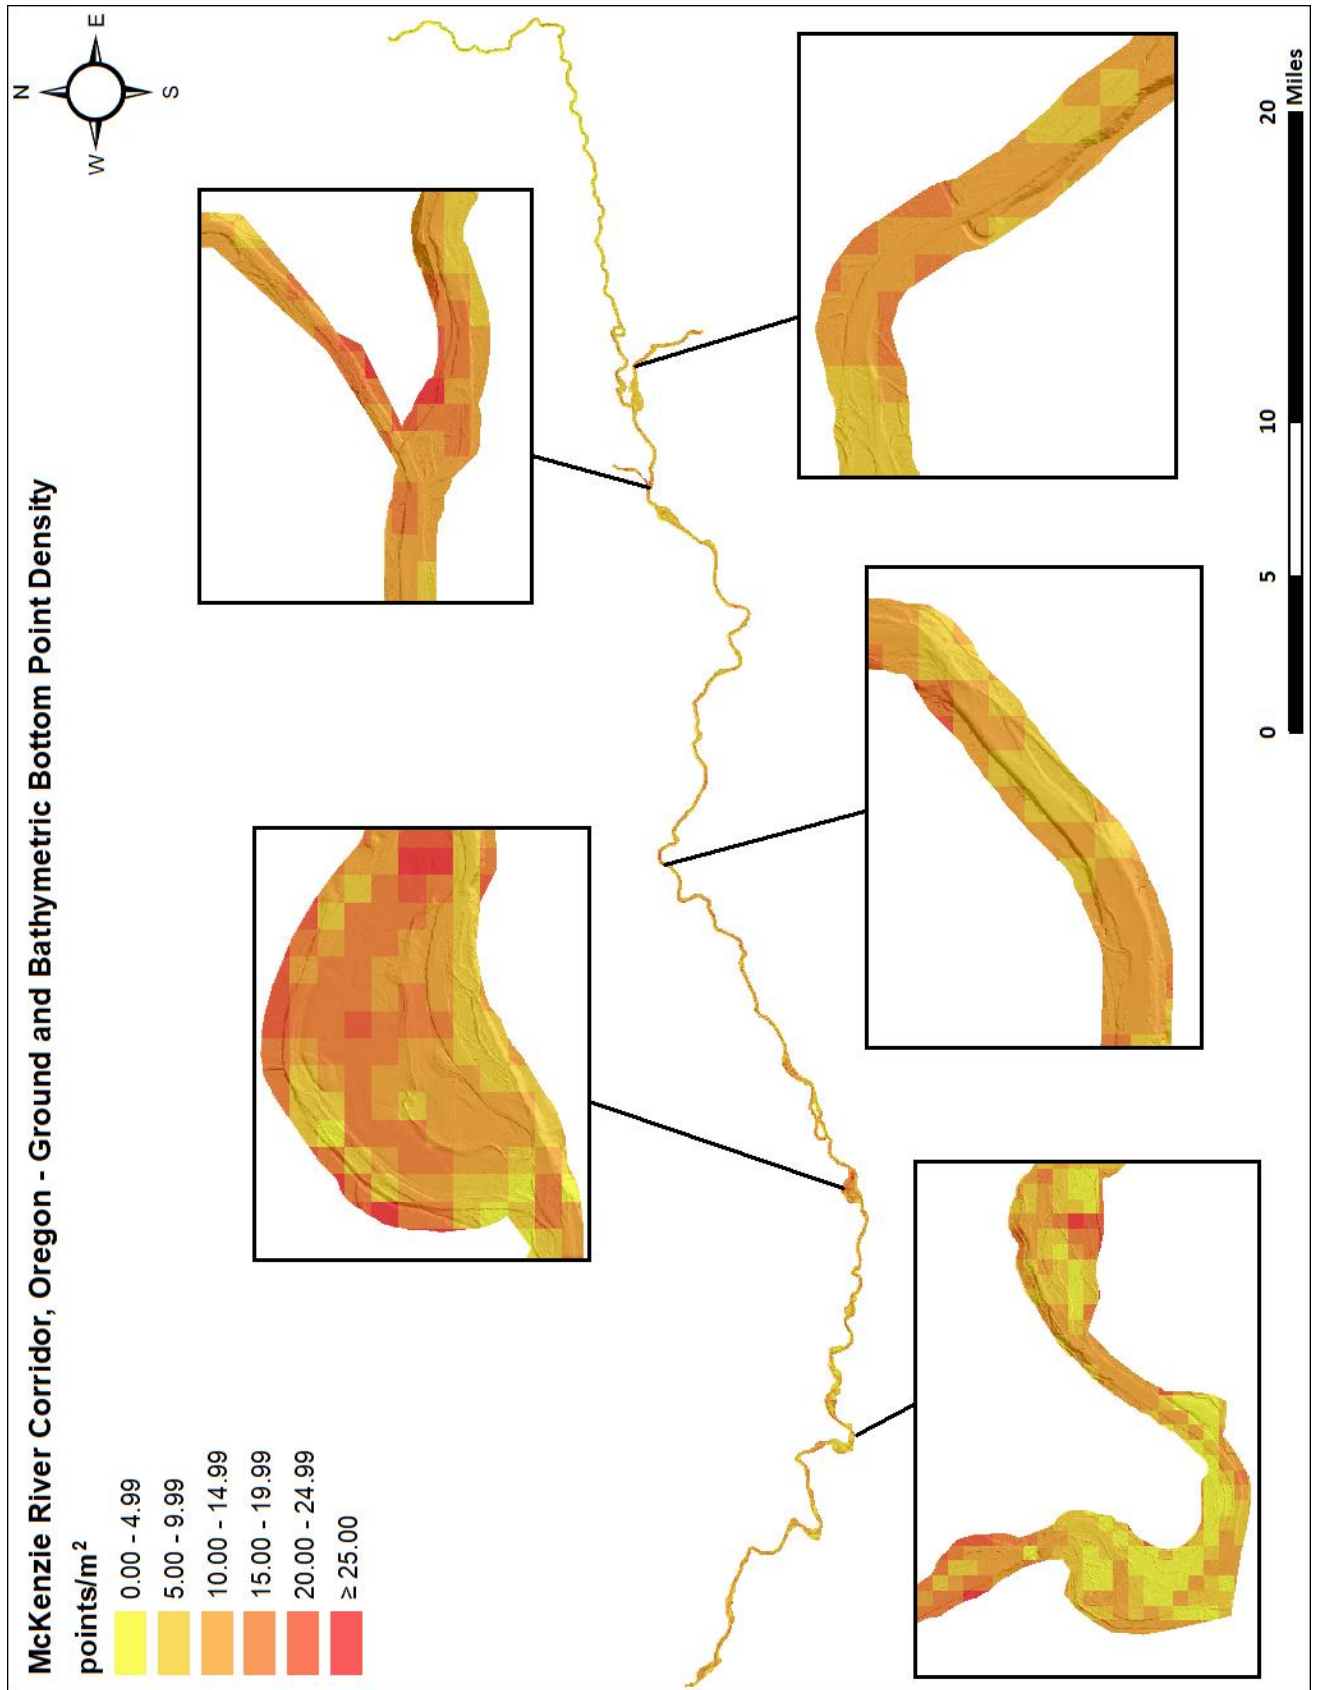 McKenzie River Corridor, Oregon - Ground and Bathymetric Bottom Point Density
points/m²
0.00 - 4.99
5.00 - 9.99
10.00 - 14.99
15.00 - 19.99
20.00 - 24.99
≥ 25.00
N
W E
S
0 5 10 20
Miles